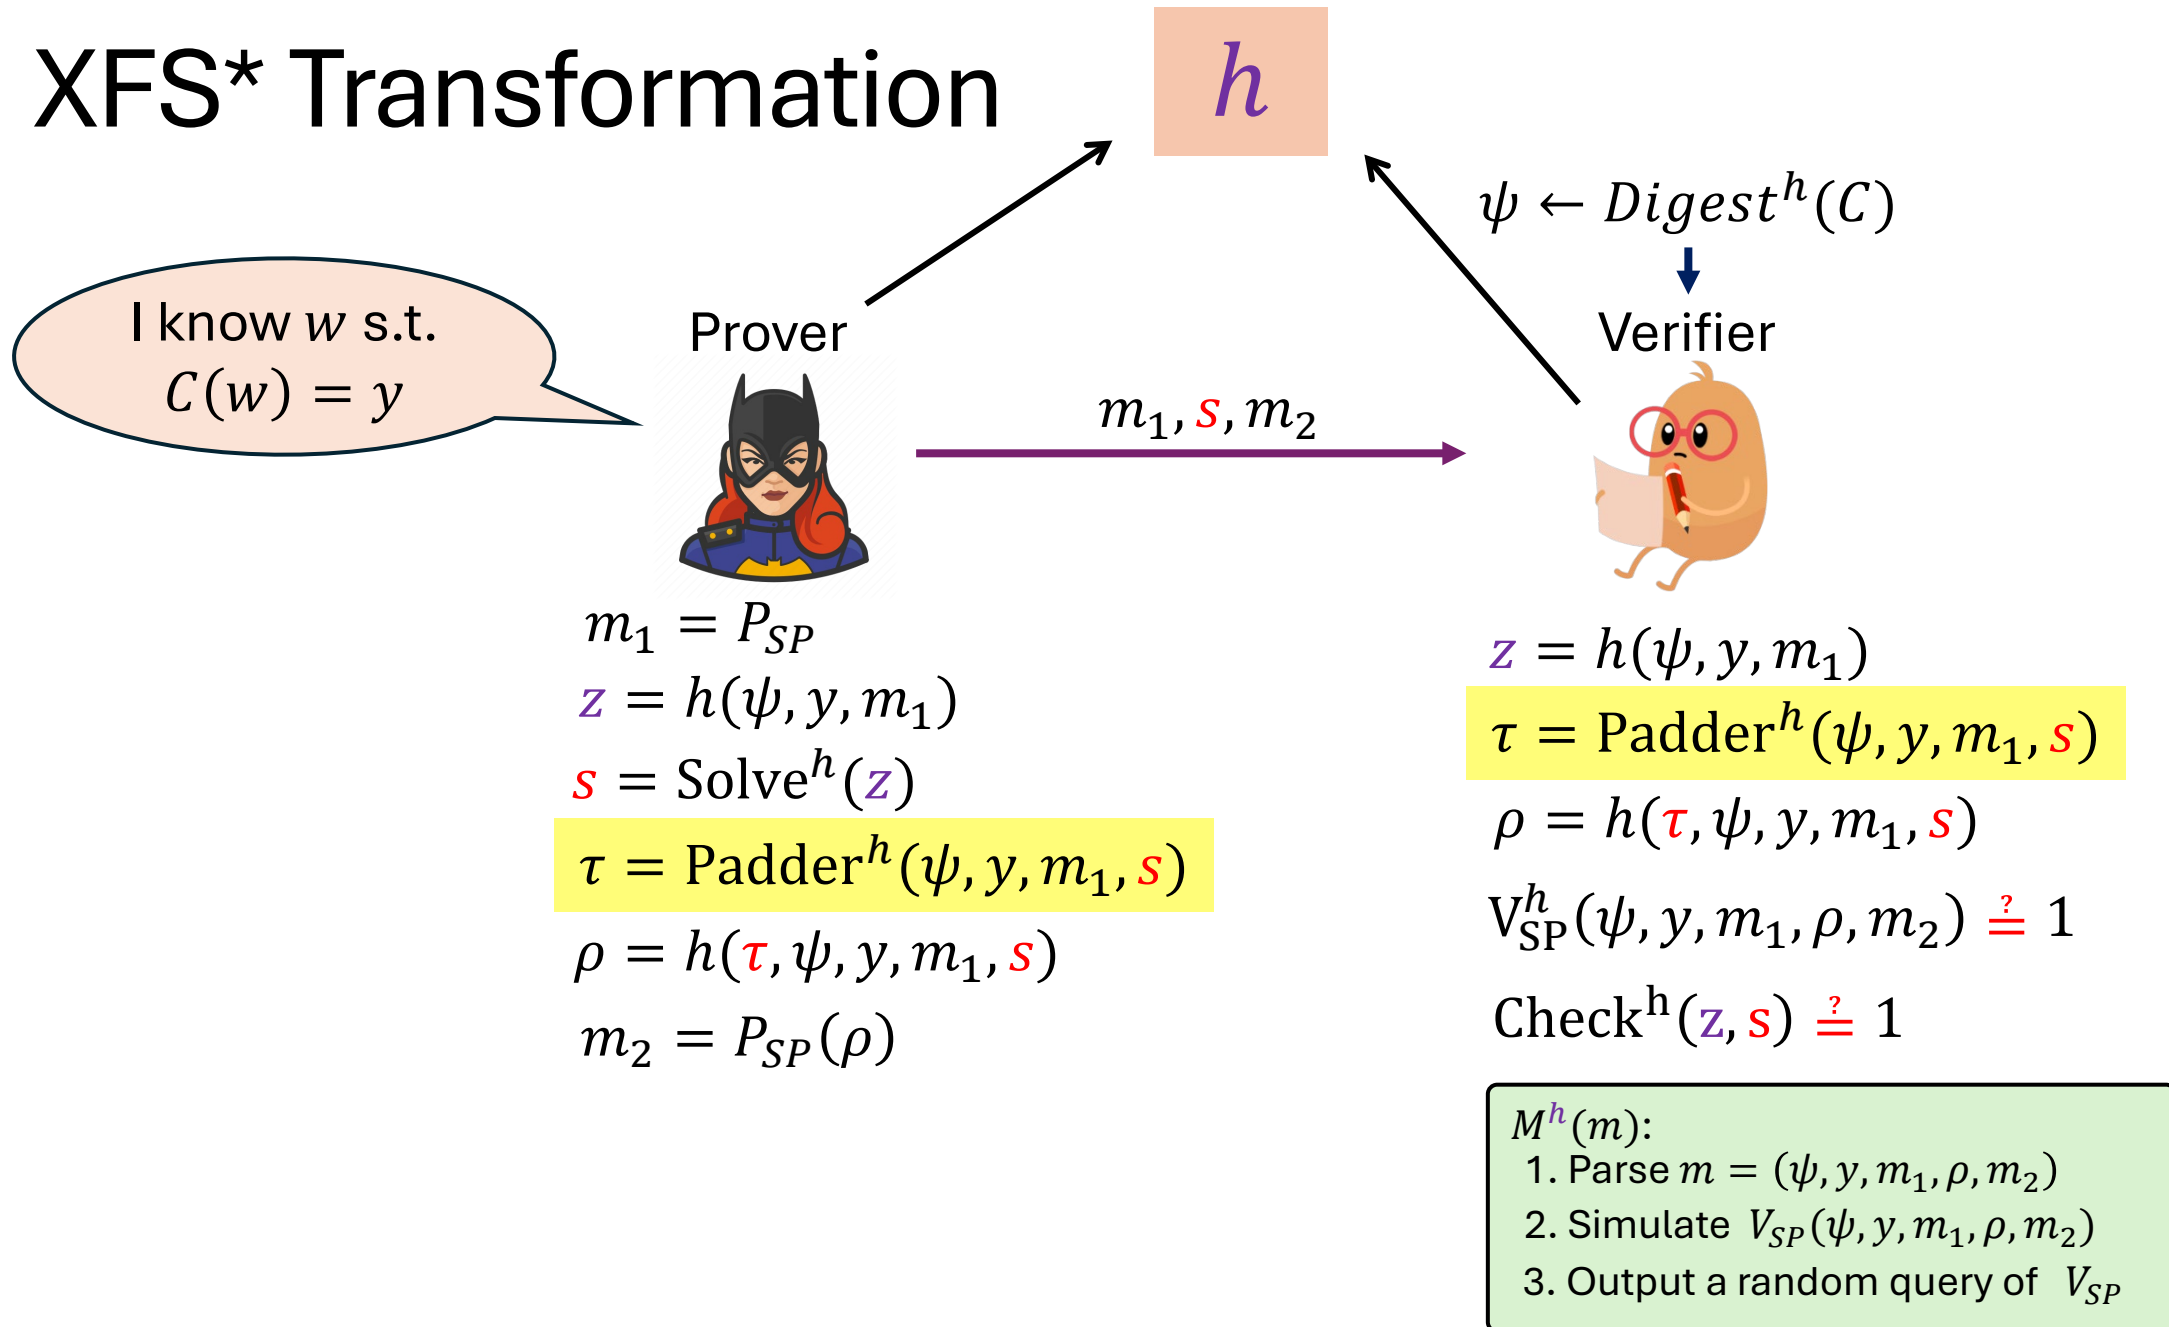 XFS* Transformation
h
ψ ← Digest^h(C)
I know w s.t.
C(w) = y
Prover
Verifier
m₁, s, m₂
m₁ = P_SP
z = h(ψ, y, m₁)
s = Solve^h(z)
τ = Padder^h(ψ, y, m₁, s)
ρ = h(τ, ψ, y, m₁, s)
m₂ = P_SP(ρ)
z = h(ψ, y, m₁)
τ = Padder^h(ψ, y, m₁, s)
ρ = h(τ, ψ, y, m₁, s)
V_SP^h(ψ, y, m₁, ρ, m₂) ≟ 1
Check^h(z, s) ≟ 1
M^h(m):
1. Parse m = (ψ, y, m₁, ρ, m₂)
2. Simulate V_SP(ψ, y, m₁, ρ, m₂)
3. Output a random query of V_SP